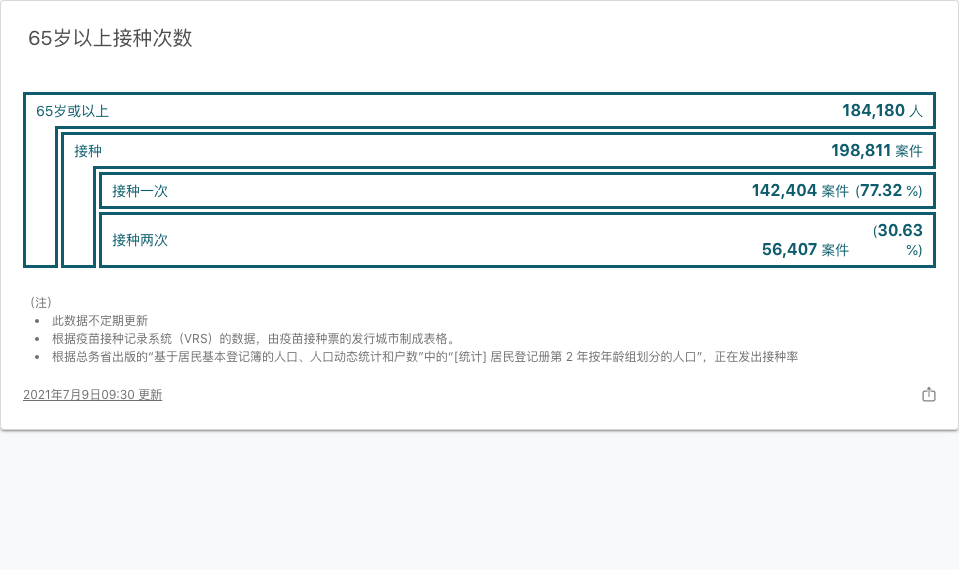 65岁以上接种次数
65岁或以上 184,180 人
接种 198,811 案件
接种一次 142,404 案件 (77.32 %)
接种两次 56,407 案件 (30.63 %)
（注）
• 此数据不定期更新
• 根据疫苗接种记录系统（VRS）的数据，由疫苗接种票的发行城市制成表格。
• 根据总务省出版的“基于居民基本登记簿的人口、人口动态统计和户数”中的“[统计] 居民登记册第 2 年按年龄组划分的人口”，正在发出接种率
2021年7月9日09:30 更新